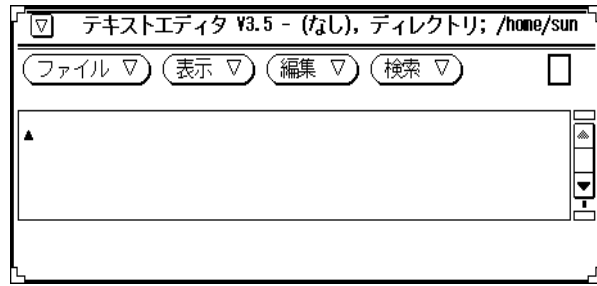 テキストエディタ V3.5 - (なし), ディレクトリ; /home/sun
ファイル 表示 編集 検索